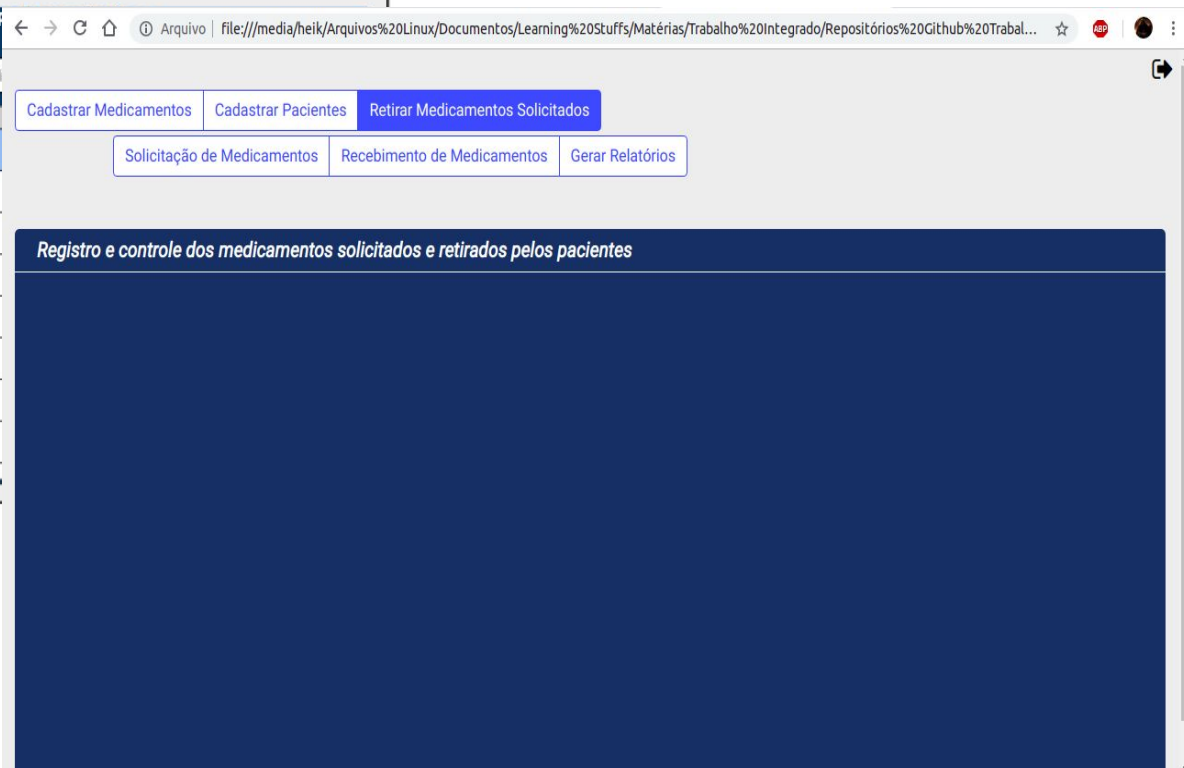 Arquivo file:///media/heik/Arquivos%20Linux/Documentos/Learning%20Stuffs/Matérias/Trabalho%20Integrado/Repositórios%20Github%20Trabal... ABP
Cadastrar Medicamentos Cadastrar Pacientes Retirar Medicamentos Solicitados
Solicitação de Medicamentos Recebimento de Medicamentos Gerar Relatórios
Registro e controle dos medicamentos solicitados e retirados pelos pacientes